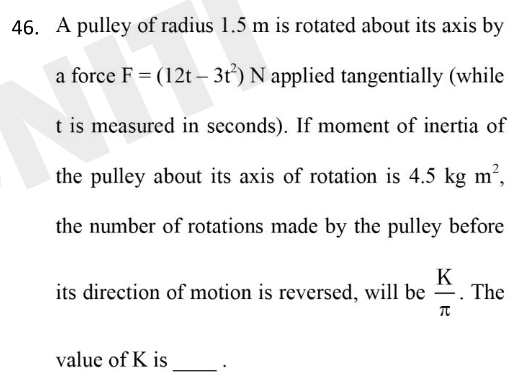 46. A pulley of radius 1.5 m is rotated about its axis by
a force F = (12t – 3t²) N applied tangentially (while
t is measured in seconds). If moment of inertia of
the pulley about its axis of rotation is 4.5 kg m²,
the number of rotations made by the pulley before
its direction of motion is reversed, will be K/π. The
value of K is ____ .